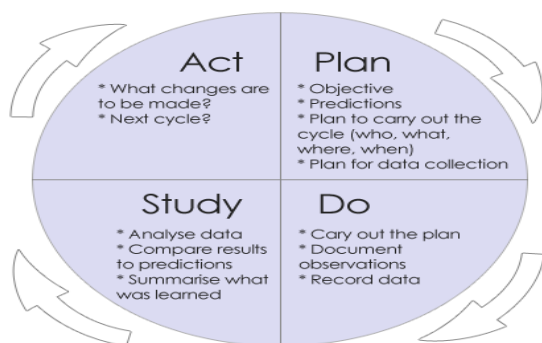 Act
* What changes are
to be made?
* Next cycle?
Plan
* Objective
* Predictions
* Plan to carry out the
cycle (who, what,
where, when)
* Plan for data collection
Study
* Analyse data
* Compare results
to predictions
* Summarise what
was learned
Do
* Cary out the plan
* Document
observations
* Record data